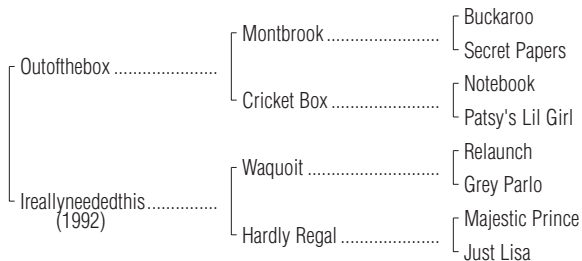 Buckaroo
Montbrook
Secret Papers
Outofthebox
Notebook
Cricket Box
Patsy's Lil Girl
Relaunch
Waquoit
Grey Parlo
Ireallyneededthis
(1992)
Majestic Prince
Hardly Regal
Just Lisa